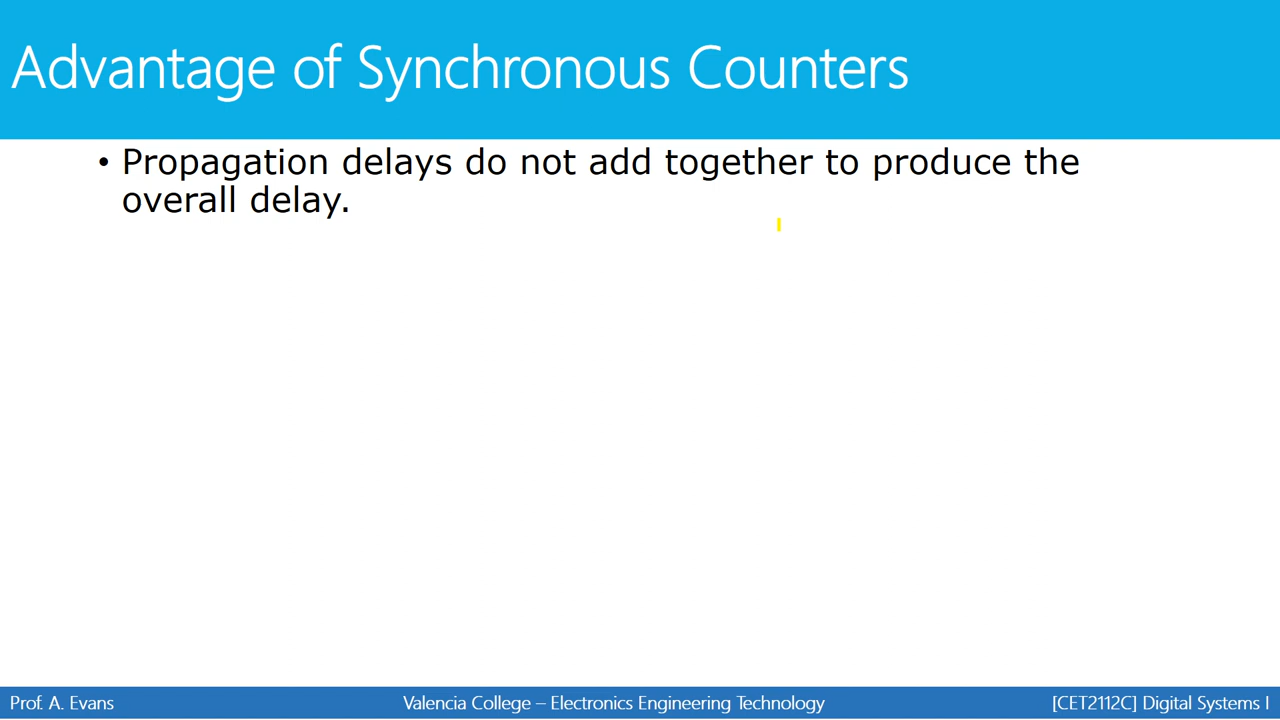 Advantage of Synchronous Counters
• Propagation delays do not add together to produce the
overall delay.
Prof. A. Evans
Valencia College – Electronics Engineering Technology
[CET2112C] Digital Systems I